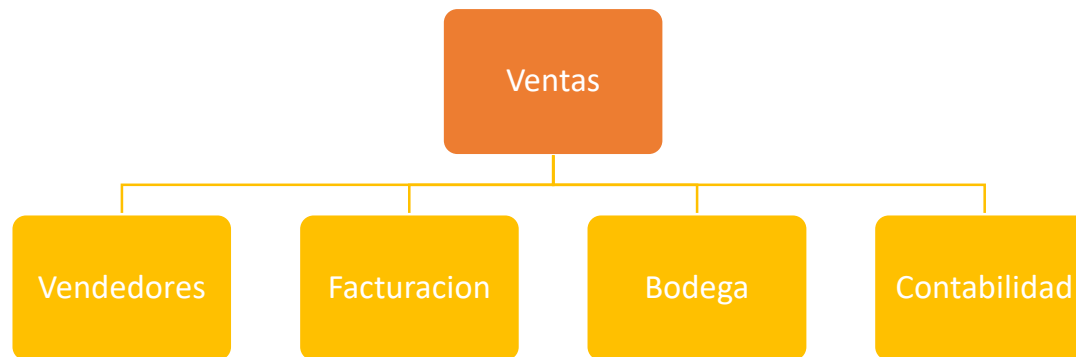 Ventas
Vendedores
Facturacion
Bodega
Contabilidad